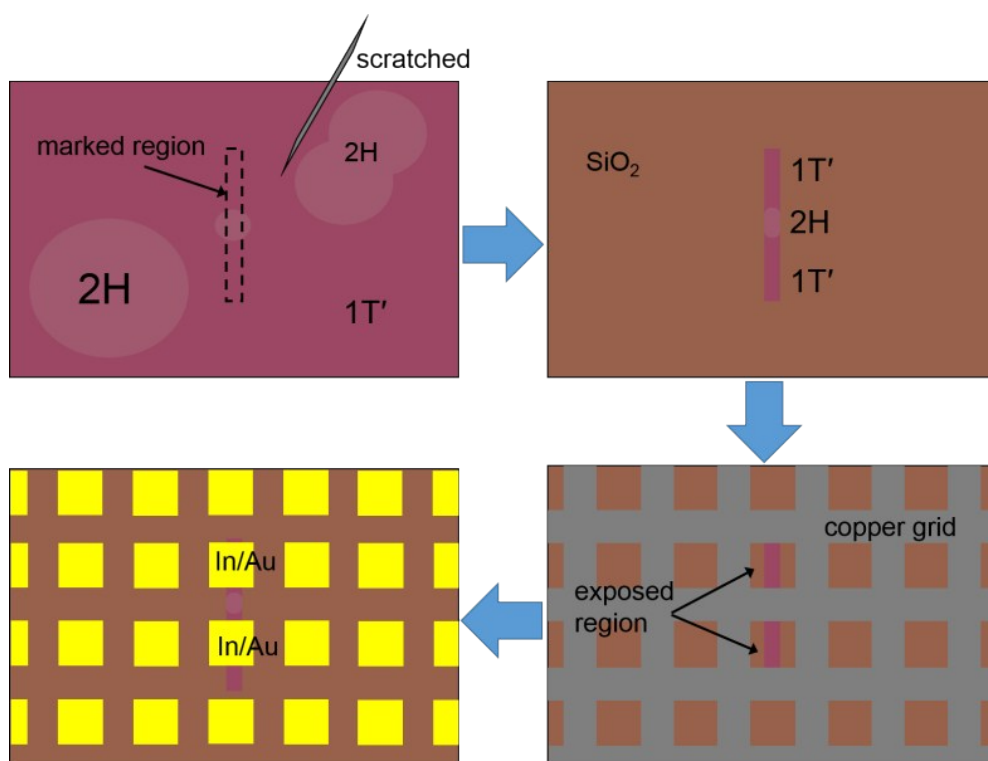 scratched
marked region
2H
2H
1T′
SiO₂
1T′
2H
1T′
In/Au
In/Au
copper grid
exposed
region